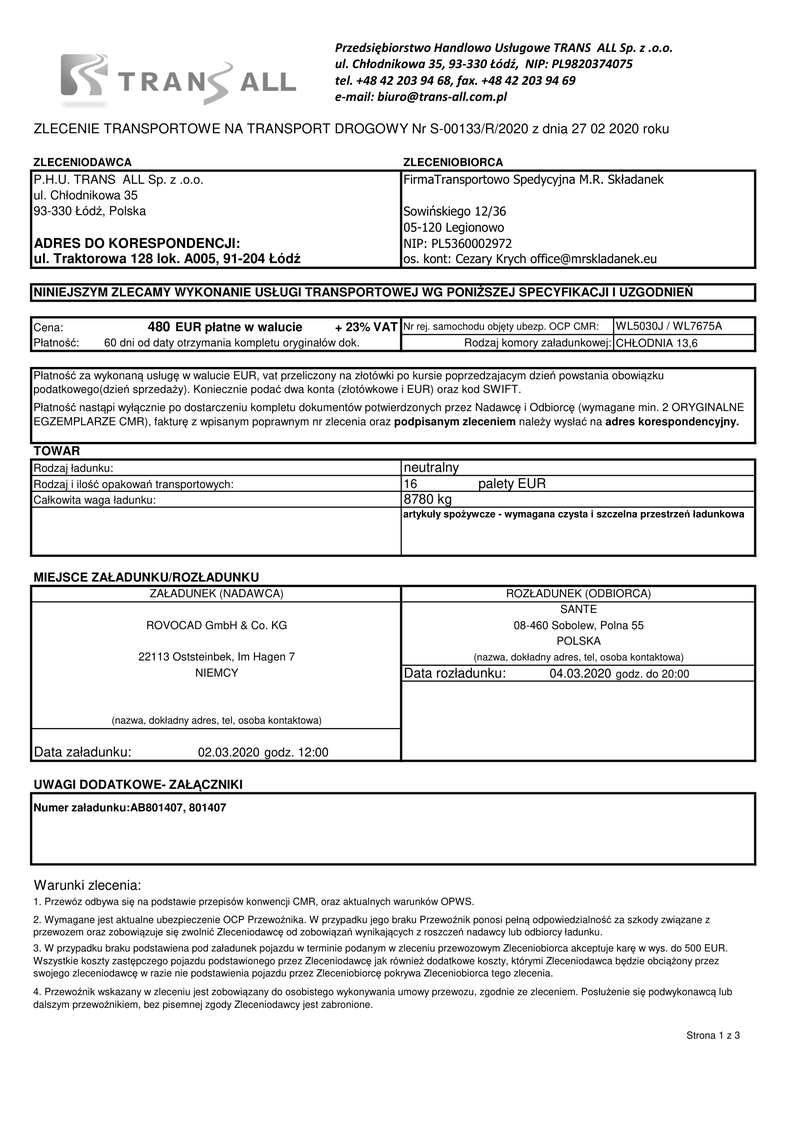 Przedsiębiorstwo Handlowo Usługowe TRANS ALL Sp. z .o.o.
ul. Chłodnikowa 35, 93-330 Łódź, NIP: PL9820374075
tel. +48 42 203 94 68, fax. +48 42 203 94 69
e-mail: biuro@trans-all.com.pl
TRANS ALL
ZLECENIE TRANSPORTOWE NA TRANSPORT DROGOWY Nr S-00133/R/2020 z dnia 27 02 2020 roku
ZLECENIODAWCA
P.H.U. TRANS ALL Sp. z .o.o.
ul. Chłodnikowa 35
93-330 Łódź, Polska
ADRES DO KORESPONDENCJI:
ul. Traktorowa 128 lok. A005, 91-204 Łódź
ZLECENIOBIORCA
FirmaTransportowo Spedycyjna M.R. Składanek
Sowińskiego 12/36
05-120 Legionowo
NIP: PL5360002972
os. kont: Cezary Krych office@mrskladanek.eu
NINIEJSZYM ZLECAMY WYKONANIE USŁUGI TRANSPORTOWEJ WG PONIŻSZEJ SPECYFIKACJI I UZGODNIEŃ
Cena: 480 EUR płatne w walucie + 23% VAT Nr rej. samochodu objęty ubezp. OCP CMR: WL5030J / WL7675A
Płatność: 60 dni od daty otrzymania kompletu oryginałów dok. Rodzaj komory załadunkowej: CHŁODNIA 13,6
Płatność za wykonaną usługę w walucie EUR, vat przeliczony na złotówki po kursie poprzedzajacym dzień powstania obowiązku
podatkowego(dzień sprzedaży). Koniecznie podać dwa konta (złotówkowe i EUR) oraz kod SWIFT.
Płatność nastąpi wyłącznie po dostarczeniu kompletu dokumentów potwierdzonych przez Nadawcę i Odbiorcę (wymagane min. 2 ORYGINALNE
EGZEMPLARZE CMR), fakturę z wpisanym poprawnym nr zlecenia oraz podpisanym zleceniem należy wysłać na adres korespondencyjny.
TOWAR
Rodzaj ładunku: neutralny
Rodzaj i ilość opakowań transportowych: 16 palety EUR
Całkowita waga ładunku: 8780 kg
artykuły spożywcze - wymagana czysta i szczelna przestrzeń ładunkowa
MIEJSCE ZAŁADUNKU/ROZŁADUNKU
ZAŁADUNEK (NADAWCA)
ROVOCAD GmbH & Co. KG
22113 Oststeinbek, Im Hagen 7
NIEMCY
(nazwa, dokładny adres, tel, osoba kontaktowa)
Data załadunku: 02.03.2020 godz. 12:00
ROZŁADUNEK (ODBIORCA)
SANTE
08-460 Sobolew, Polna 55
POLSKA
(nazwa, dokładny adres, tel, osoba kontaktowa)
Data rozładunku: 04.03.2020 godz. do 20:00
UWAGI DODATKOWE- ZAŁĄCZNIKI
Numer załadunku:AB801407, 801407
Warunki zlecenia:
1. Przewóz odbywa się na podstawie przepisów konwencji CMR, oraz aktualnych warunków OPWS.
2. Wymagane jest aktualne ubezpieczenie OCP Przewoźnika. W przypadku jego braku Przewoźnik ponosi pełną odpowiedzialność za szkody związane z
przewozem oraz zobowiązuje się zwolnić Zleceniodawcę od zobowiązań wynikających z roszczeń nadawcy lub odbiorcy ładunku.
3. W przypadku braku podstawiena pod załadunek pojazdu w terminie podanym w zleceniu przewozowym Zleceniobiorca akceptuje karę w wys. do 500 EUR.
Wszystkie koszty zastępczego pojazdu podstawionego przez Zleceniodawcę jak również dodatkowe koszty, którymi Zleceniodawca będzie obciążony przez
swojego zleceniodawcę w razie nie podstawienia pojazdu przez Zleceniobiorcę pokrywa Zleceniobiorca tego zlecenia.
4. Przewoźnik wskazany w zleceniu jest zobowiązany do osobistego wykonywania umowy przewozu, zgodnie ze zleceniem. Posłużenie się podwykonawcą lub
dalszym przewoźnikiem, bez pisemnej zgody Zleceniodawcy jest zabronione.
Strona 1 z 3